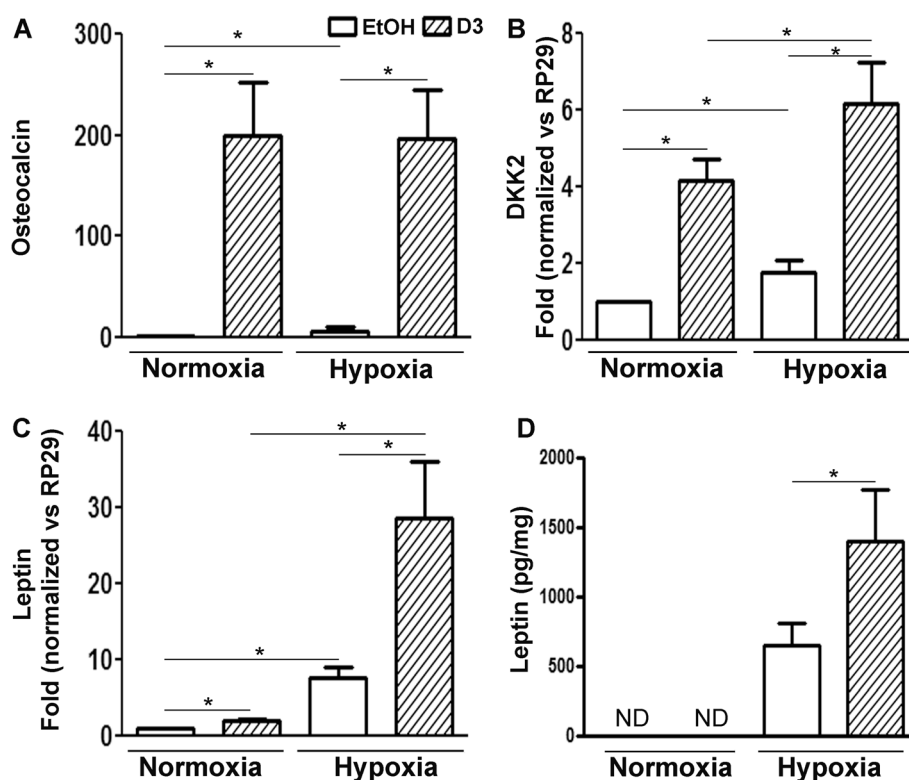 A
EtOH D3
Osteocalcin
300
200
100
0
* * *
Normoxia Hypoxia
B
DKK2
Fold (normalized vs RP29)
8
6
4
2
0
* * * *
Normoxia Hypoxia
C
Leptin
Fold (normalized vs RP29)
40
30
20
10
0
* * * *
Normoxia Hypoxia
D
Leptin (pg/mg)
2000
1500
1000
500
0
*
ND ND
Normoxia Hypoxia